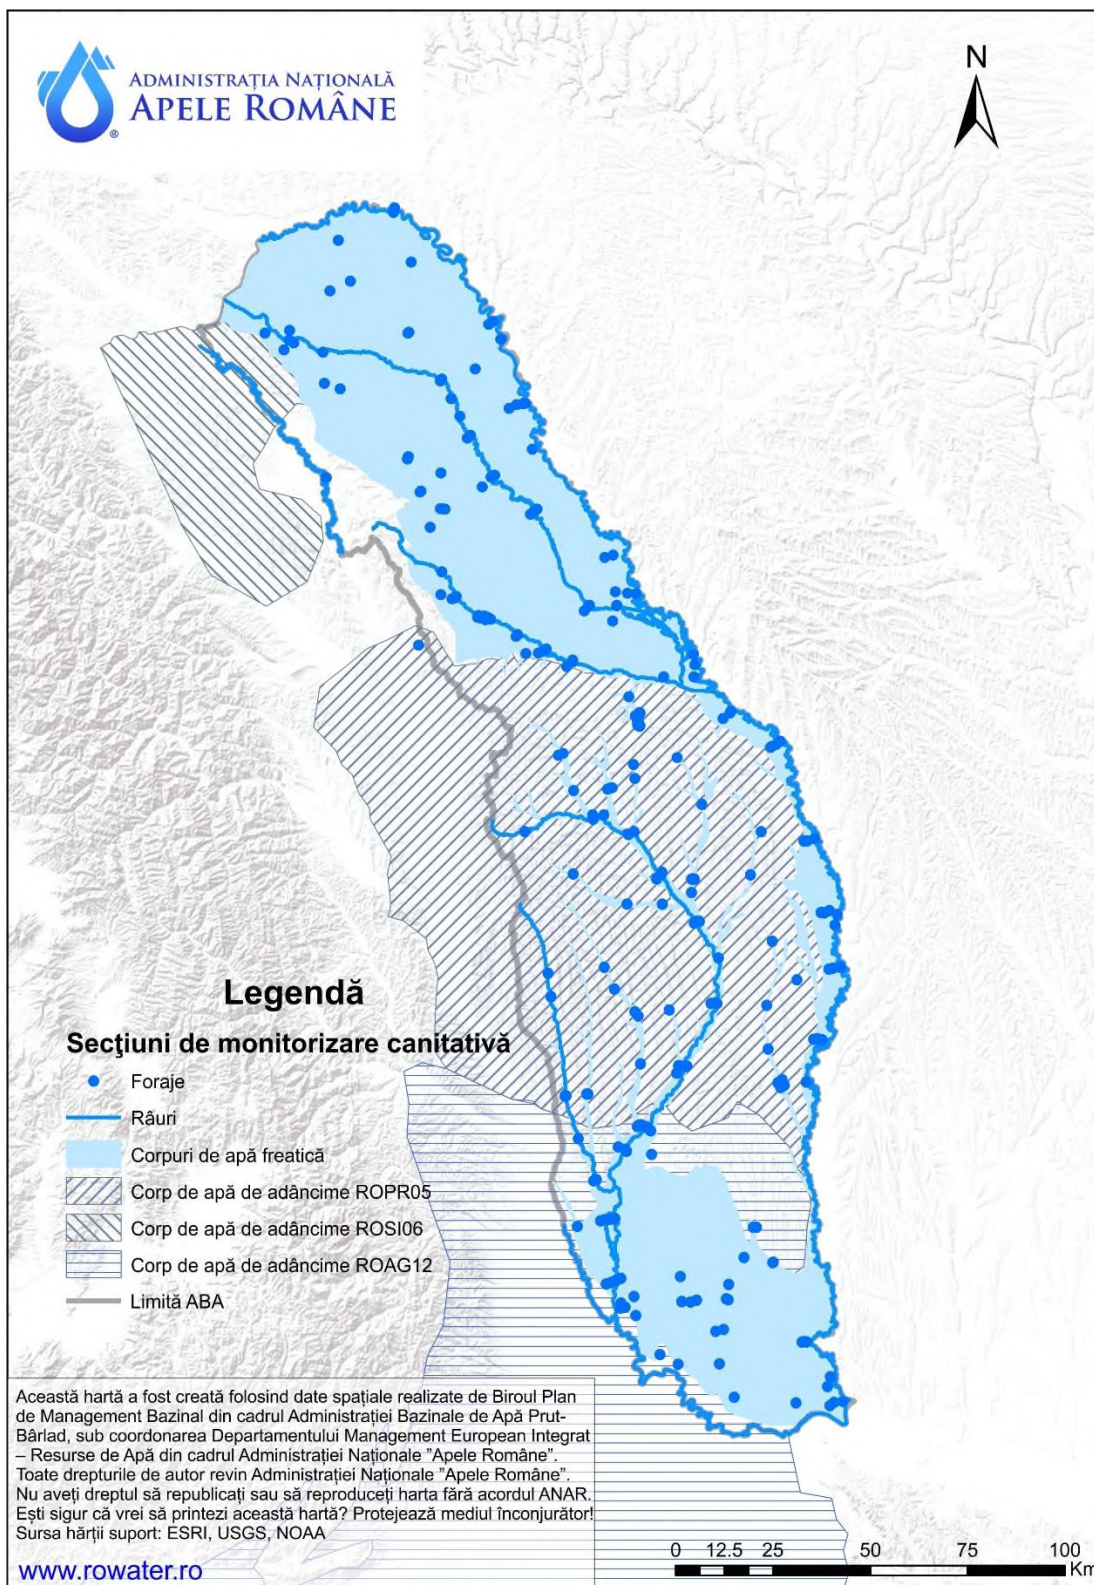 ADMINISTRAȚIA NAȚIONALĂ
APELE ROMÂNE
®
N
Legendă
Secţiuni de monitorizare canitativă
Foraje
Râuri
Corpuri de apă freatică
Corp de apă de adâncime ROPR05
Corp de apă de adâncime ROSI06
Corp de apă de adâncime ROAG12
Limită ABA
Această hartă a fost creată folosind date spațiale realizate de Biroul Plan
de Management Bazinal din cadrul Administrației Bazinale de Apă Prut-
Bârlad, sub coordonarea Departamentului Management European Integrat
– Resurse de Apă din cadrul Administrației Naționale "Apele Române".
Toate drepturile de autor revin Administrației Naționale "Apele Române".
Nu aveți dreptul să republicați sau să reproduceți harta fără acordul ANAR.
Ești sigur că vrei să printezi această hartă? Protejează mediul înconjurător!
Sursa hărții suport: ESRI, USGS, NOAA
www.rowater.ro
0 12.5 25 50 75 100
Km